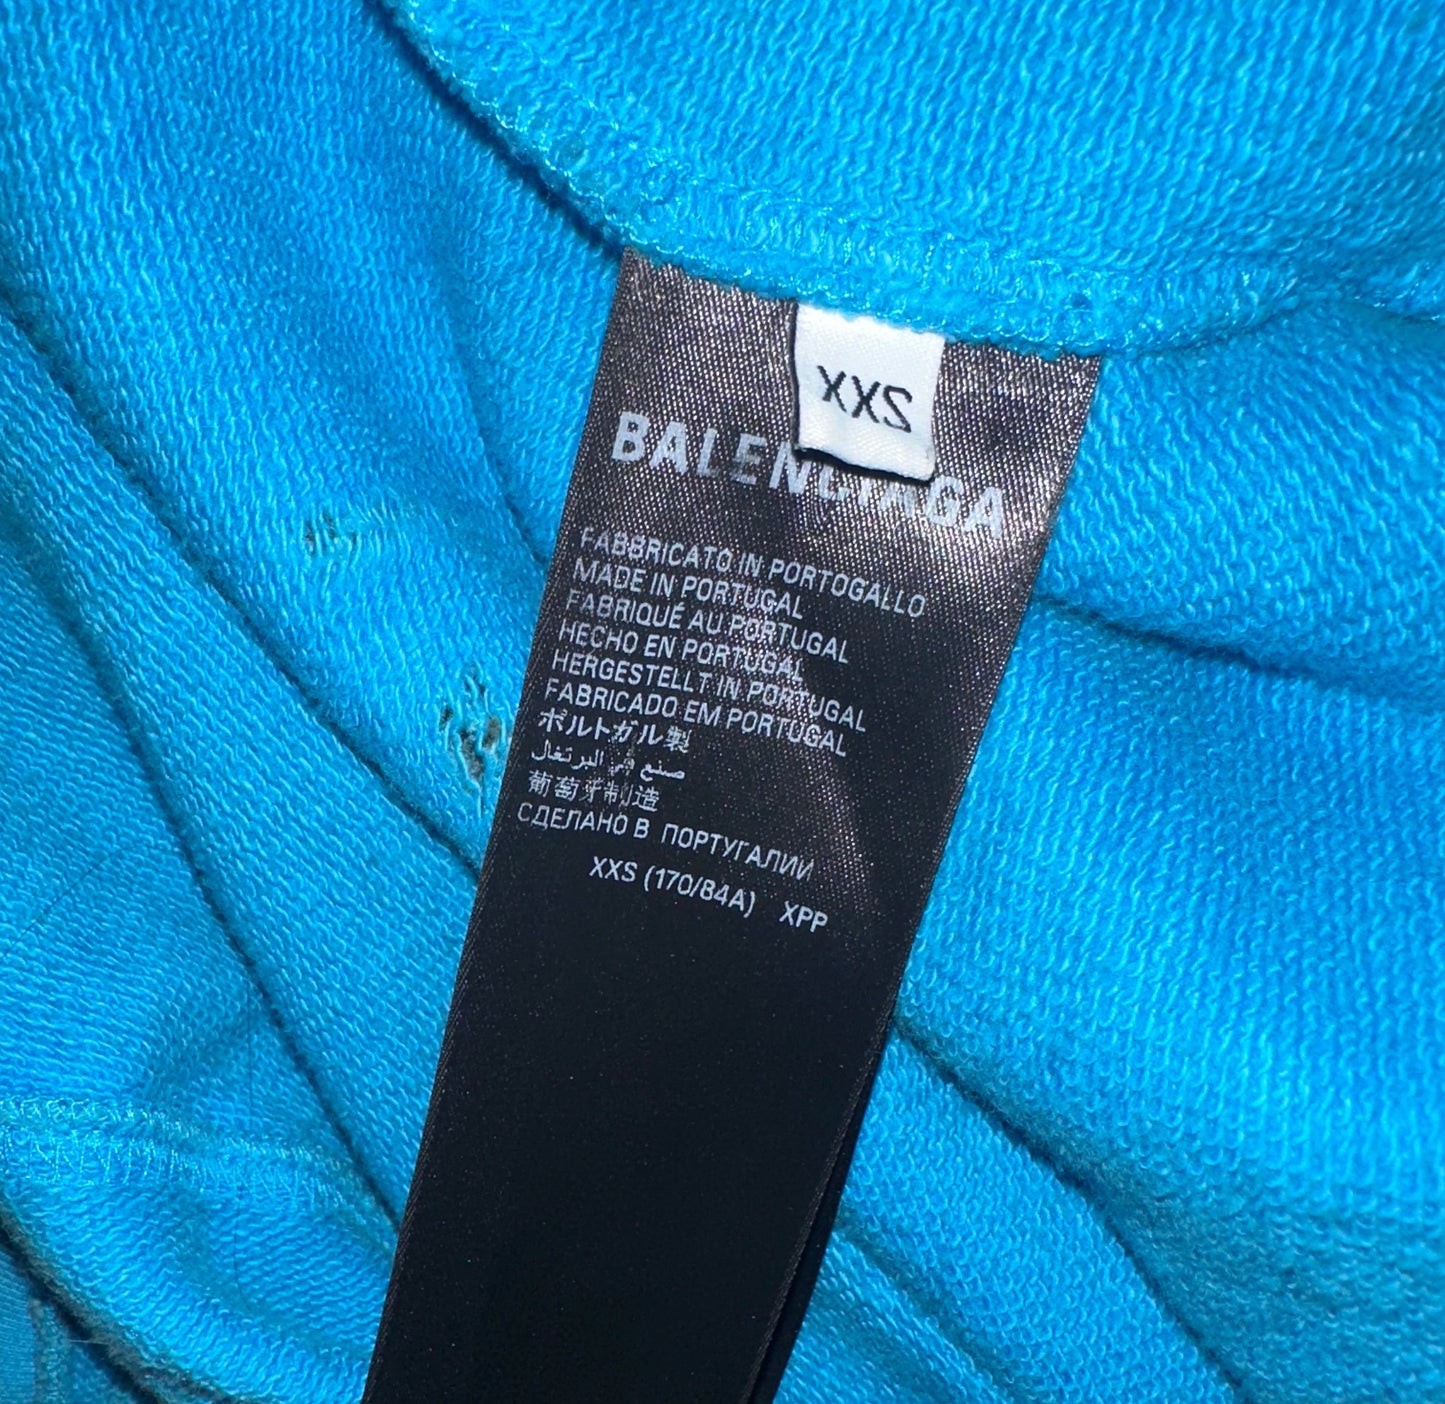 XXS
BALENCIAGA
FABBRICATO IN PORTOGALLO
MADE IN PORTUGAL
FABRIQUÉ AU PORTUGAL
HECHO EN PORTUGAL
HERGESTELLT IN PORTUGAL
FABRICADO EM PORTUGAL
ポルトガル製
صنع في البرتغال
葡萄牙制造
СДЕЛАНО В ПОРТУГАЛИИ
XXS (170/84A) XPP